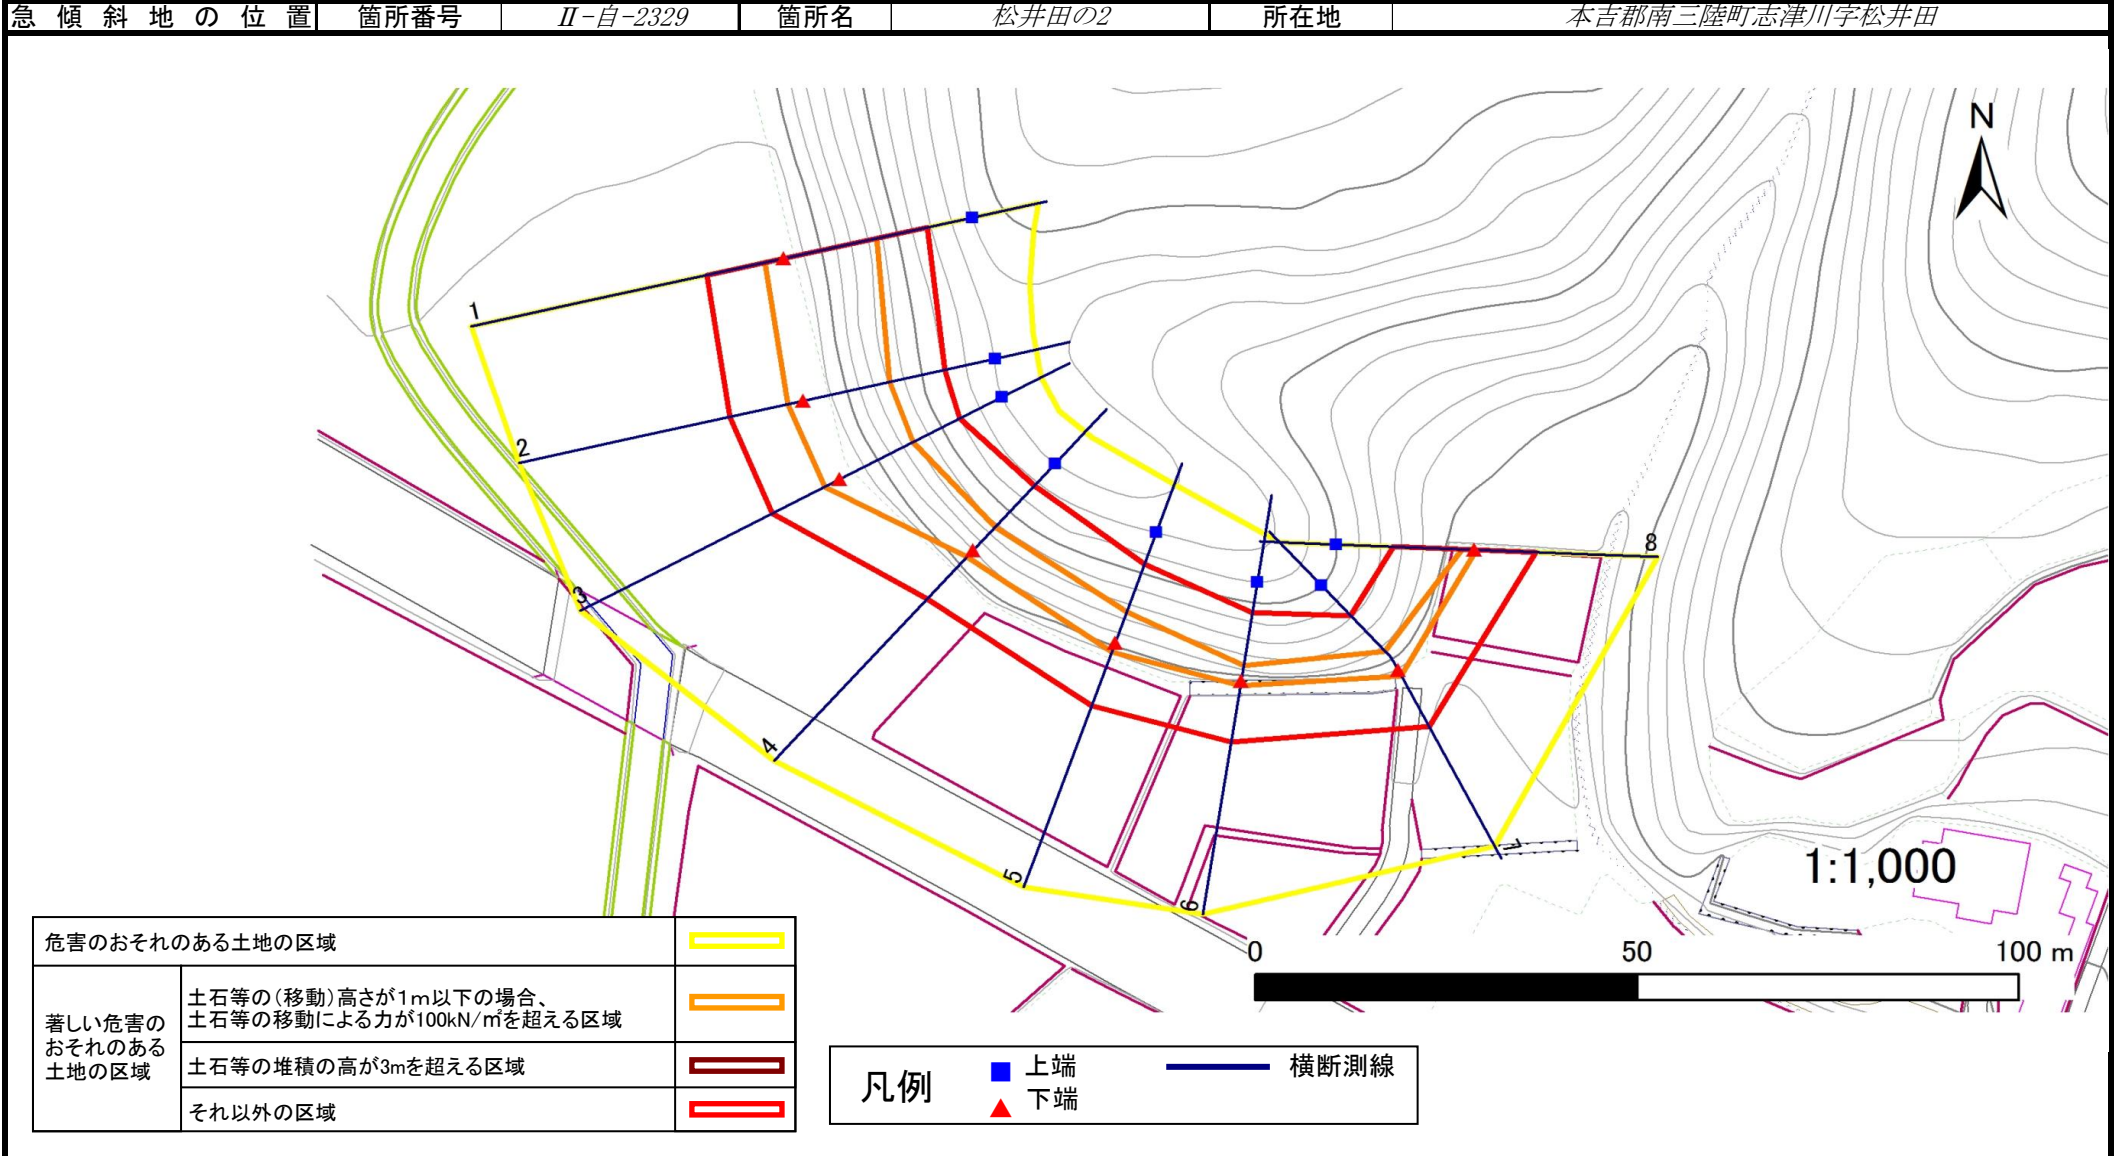 急傾斜地の位置 箇所番号 Ⅱ-自-2329 箇所名 松井田の2 所在地 本吉郡南三陸町志津川字松井田
N
1
2
3
4
5
6
7
8
1:1,000
0 50 100 m
危害のおそれのある土地の区域
著しい危害の
おそれのある
土地の区域
土石等の(移動)高さが1m以下の場合、
土石等の移動による力が100kN/㎡を超える区域
土石等の堆積の高が3mを超える区域
それ以外の区域
凡例
上端
下端
横断測線